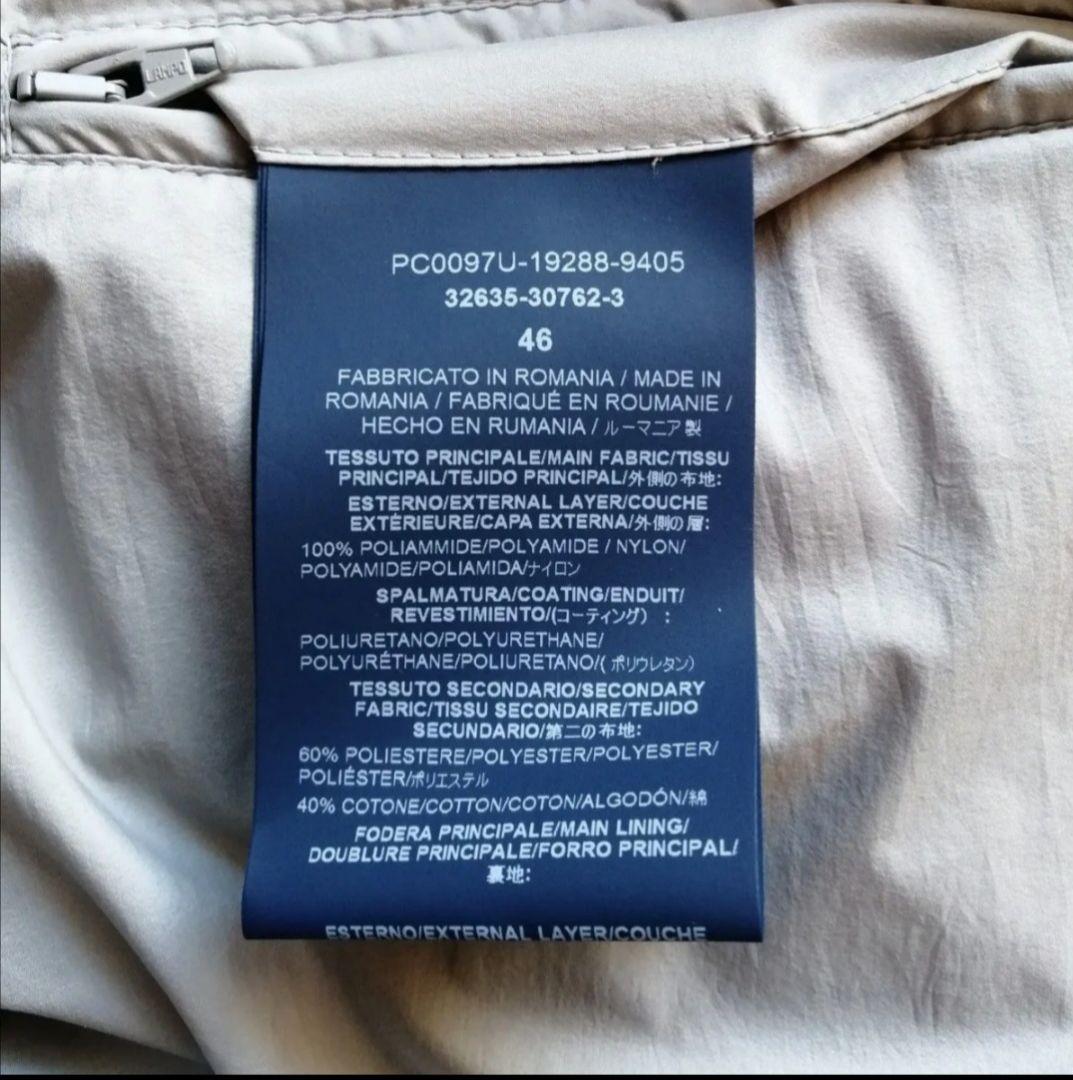 LAMPO
PC0097U-19288-9405
32635-30762-3
46
FABBRICATO IN ROMANIA / MADE IN
ROMANIA / FABRIQUÉ EN ROUMANIE /
HECHO EN RUMANIA / ルーマニア製
TESSUTO PRINCIPALE/MAIN FABRIC/TISSU
PRINCIPAL/TEJIDO PRINCIPAL/外側の布地:
ESTERNO/EXTERNAL LAYER/COUCHE
EXTÉRIEURE/CAPA EXTERNA/外側の層:
100% POLIAMMIDE/POLYAMIDE / NYLON/
POLYAMIDE/POLIAMIDA/ナイロン
SPALMATURA/COATING/ENDUIT/
REVESTIMIENTO/(コーティング) :
POLIURETANO/POLYURETHANE/
POLYURÉTHANE/POLIURETANO/( ポリウレタン)
TESSUTO SECONDARIO/SECONDARY
FABRIC/TISSU SECONDAIRE/TEJIDO
SECUNDARIO/第二の布地:
60% POLIESTERE/POLYESTER/POLYESTER/
POLIÉSTER/ポリエステル
40% COTONE/COTTON/COTON/ALGODÓN/綿
FODERA PRINCIPALE/MAIN LINING/
DOUBLURE PRINCIPALE/FORRO PRINCIPAL/
裏地:
ESTERNO/EXTERNAL LAYER/COUCHE